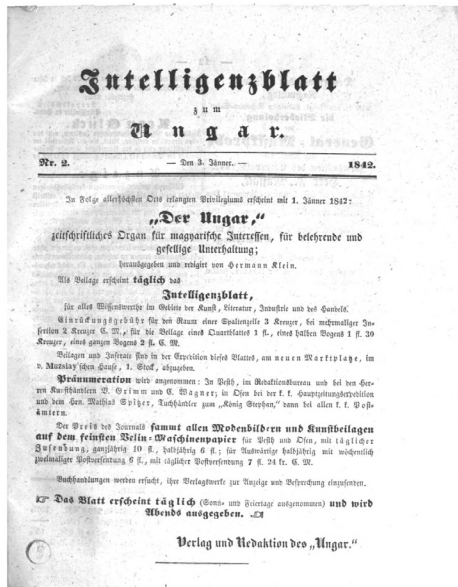 Intelligenzblatt
zum
Ungar.
Nr. 2. — Den 3. Jänner. — 1842.
In Folge allerhöchsten Orts erlangten Privilegiums erscheint mit 1. Jänner 1842:
„Der Ungar,“
zeitschriftliches Organ für magyarische Interessen, für belehrende und
gesellige Unterhaltung;
herausgegeben und redigirt von Hermann Klein.
Als Beilage erscheint täglich das
Intelligenzblatt,
für alles Wissenswerthe im Gebiete der Kunst, Literatur, Industrie und des Handels.
Einrückungsgebühr für den Raum einer Spaltenzeile 3 Kreuzer, bei mehrmaliger In-
sertion 2 Kreuzer C. M., für die Beilage eines Quartblattes 1 fl., eines halben Bogens 1 fl. 30
Kreuzer, eines ganzen Bogens 2 fl. C. M.
Beilagen und Inserate sind in der Expedition dieses Blattes, am neuen Marktplatze, im
v. Muzslay'schen Hause, 1. Stock, abzugeben.
Pränumeration wird angenommen: In Pesth, im Redaktionsbureau und bei den Her-
ren Kunsthändlern V. Grimm und C. Wagner; in Ofen bei der k. k. Hauptzeitungsexpedition
und dem Hrn. Mathias Spitzer, Tuchhändler zum „König Stephan,“ dann bei allen k. k. Post-
ämtern.
Der Preis des Journals sammt allen Modenbildern und Kunstbeilagen
auf dem feinsten Velin-Maschinenpapier für Pesth und Ofen, mit täglicher
Zusendung, ganzjährig 10 fl., halbjährig 6 fl.; für Auswärtige halbjährig mit wöchentlich
zweimaliger Postversendung 6 fl., mit täglicher Postversendung 7 fl. 24 kr. C. M.
Buchhandlungen werden ersucht, ihre Verlagswerke zur Anzeige und Besprechung einzusenden.
☞ Das Blatt erscheint täglich (Sonn- und Feiertage ausgenommen) und wird
Abends ausgegeben. ☜
Verlag und Redaktion des „Ungar.“